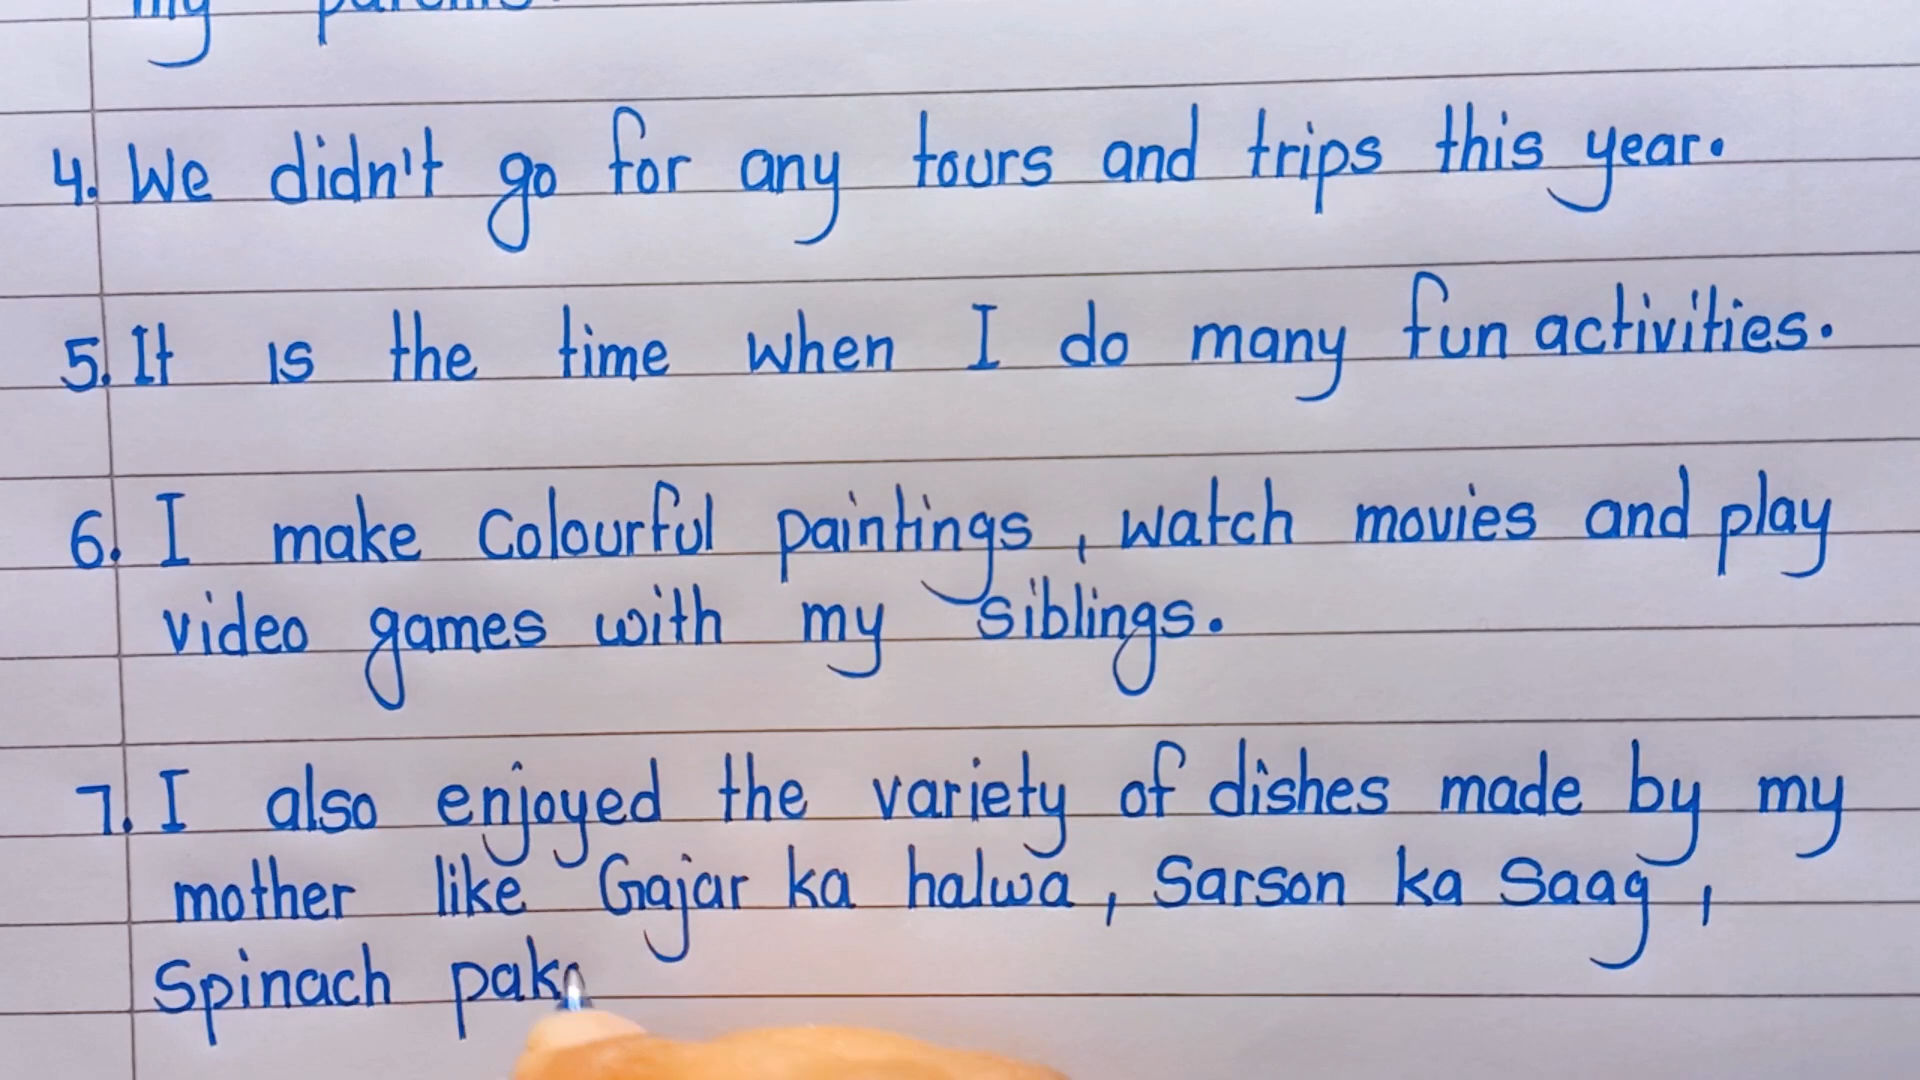 my
4. We didn't go for any tours and trips this year.
5. It is the time when I do many fun activities.
6. I make colourful paintings, watch movies and play
video games with my siblings.
7. I also enjoyed the variety of dishes made by my
mother like Gajar ka halwa, Sarson ka Saag,
Spinach pak